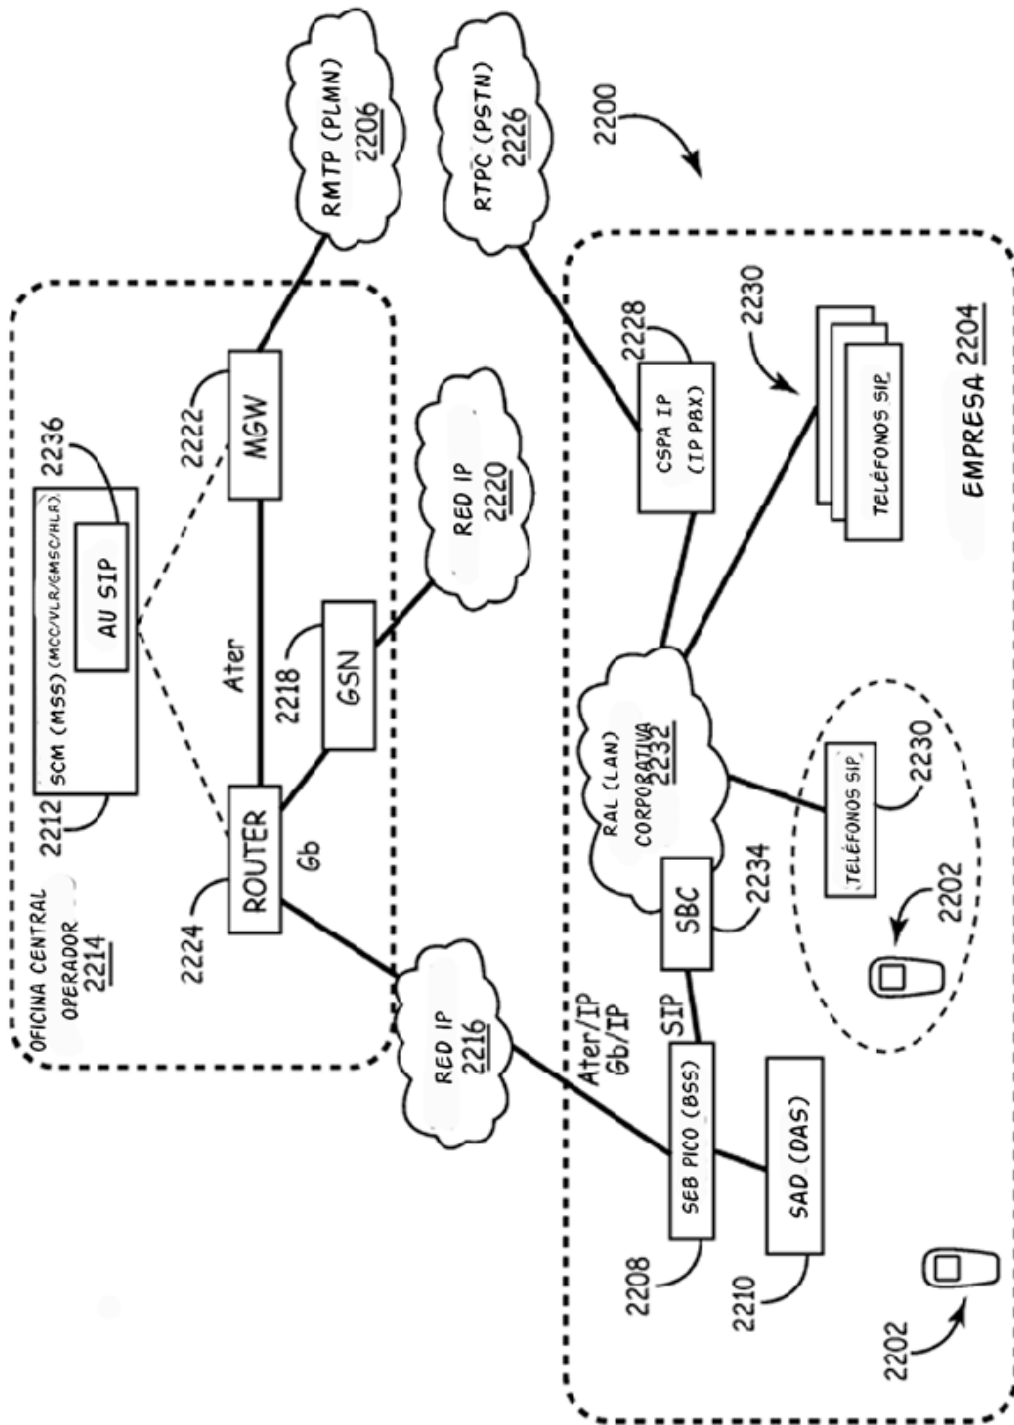 OFICINA CENTRAL
OPERADOR
2214
2212
SCM (MSS) (MCC/VLR/GMSC/HLR)
AU SIP
2236
2224
ROUTER
Ater
Gb
2218
GSN
2222
MGW
RMTP (PLMN)
2206
RED IP
2216
RED IP
2220
RTPC (PSTN)
2226
2200
Ater/IP
Gb/IP
SIP
2208
SEB PICO (BSS)
2210
SAD (DAS)
SBC
2234
RAL (LAN)
CORPORATIVA
2232
CSPA IP
(IP PBX)
2228
2230
TELÉFONOS SIP
TELÉFONOS SIP
2230
2202
2202
EMPRESA 2204